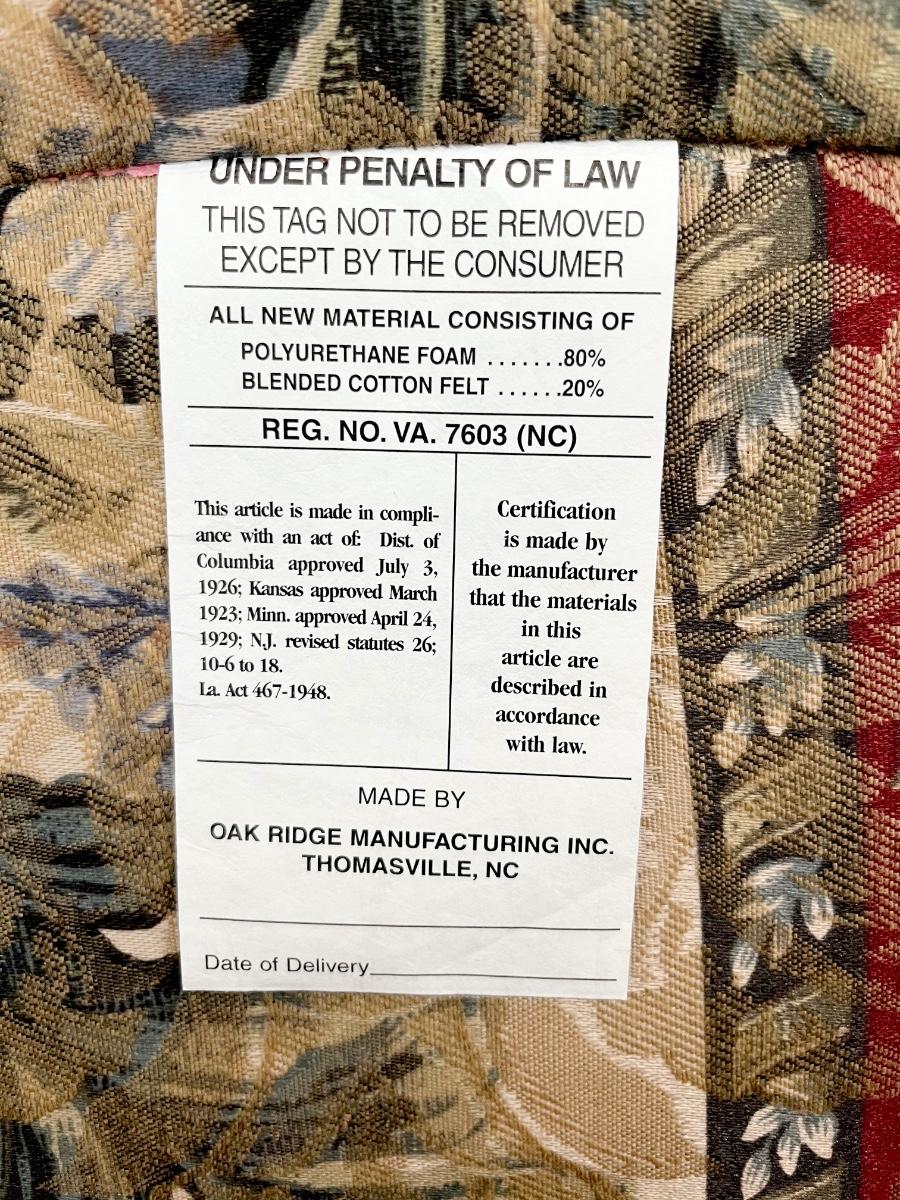 UNDER PENALTY OF LAW
THIS TAG NOT TO BE REMOVED
EXCEPT BY THE CONSUMER
ALL NEW MATERIAL CONSISTING OF
POLYURETHANE FOAM .......80%
BLENDED COTTON FELT ......20%
REG. NO. VA. 7603 (NC)
This article is made in compli-
ance with an act of: Dist. of
Columbia approved July 3,
1926; Kansas approved March
1923; Minn. approved April 24,
1929; N.J. revised statutes 26;
10-6 to 18.
La. Act 467-1948.
Certification
is made by
the manufacturer
that the materials
in this
article are
described in
accordance
with law.
MADE BY
OAK RIDGE MANUFACTURING INC.
THOMASVILLE, NC
Date of Delivery